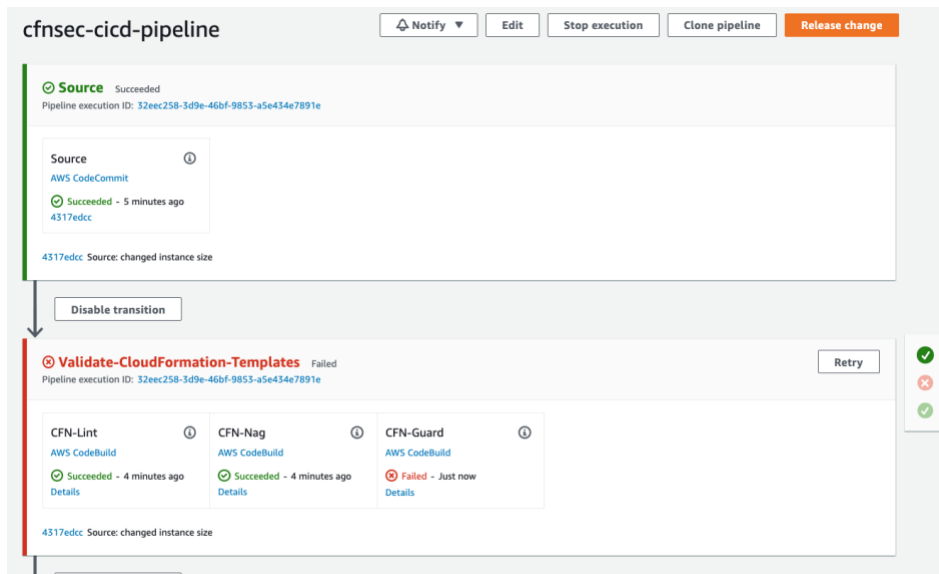 cfnsec-cicd-pipeline
Notify ▼
Edit
Stop execution
Clone pipeline
Release change
Source Succeeded
Pipeline execution ID: 32eec258-3d9e-46bf-9853-a5e434e7891e
Source
AWS CodeCommit
Succeeded - 5 minutes ago
4317edcc
4317edcc Source: changed instance size
Disable transition
Validate-CloudFormation-Templates Failed
Pipeline execution ID: 32eec258-3d9e-46bf-9853-a5e434e7891e
Retry
CFN-Lint
AWS CodeBuild
Succeeded - 4 minutes ago
Details
CFN-Nag
AWS CodeBuild
Succeeded - 4 minutes ago
Details
CFN-Guard
AWS CodeBuild
Failed - Just now
Details
4317edcc Source: changed instance size